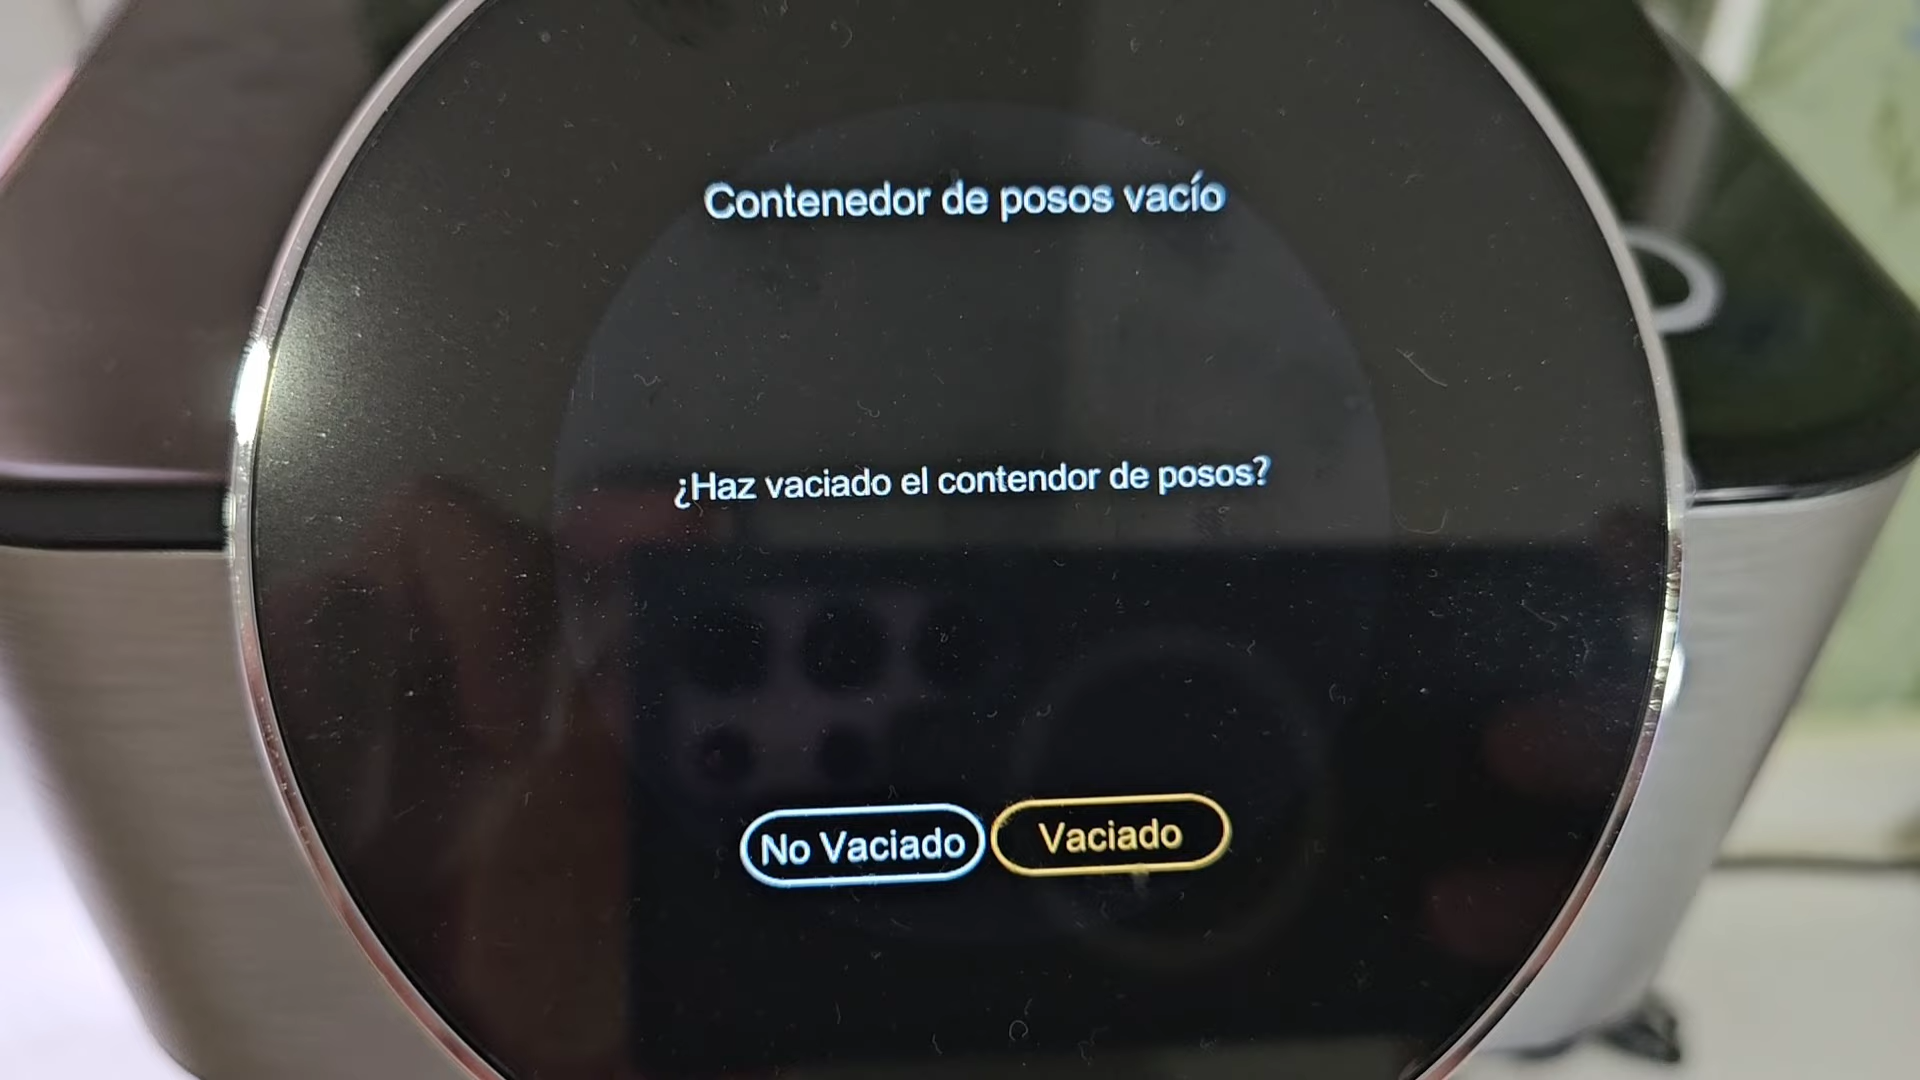 Contenedor de posos vacío
¿Haz vaciado el contendor de posos?
No Vaciado
Vaciado